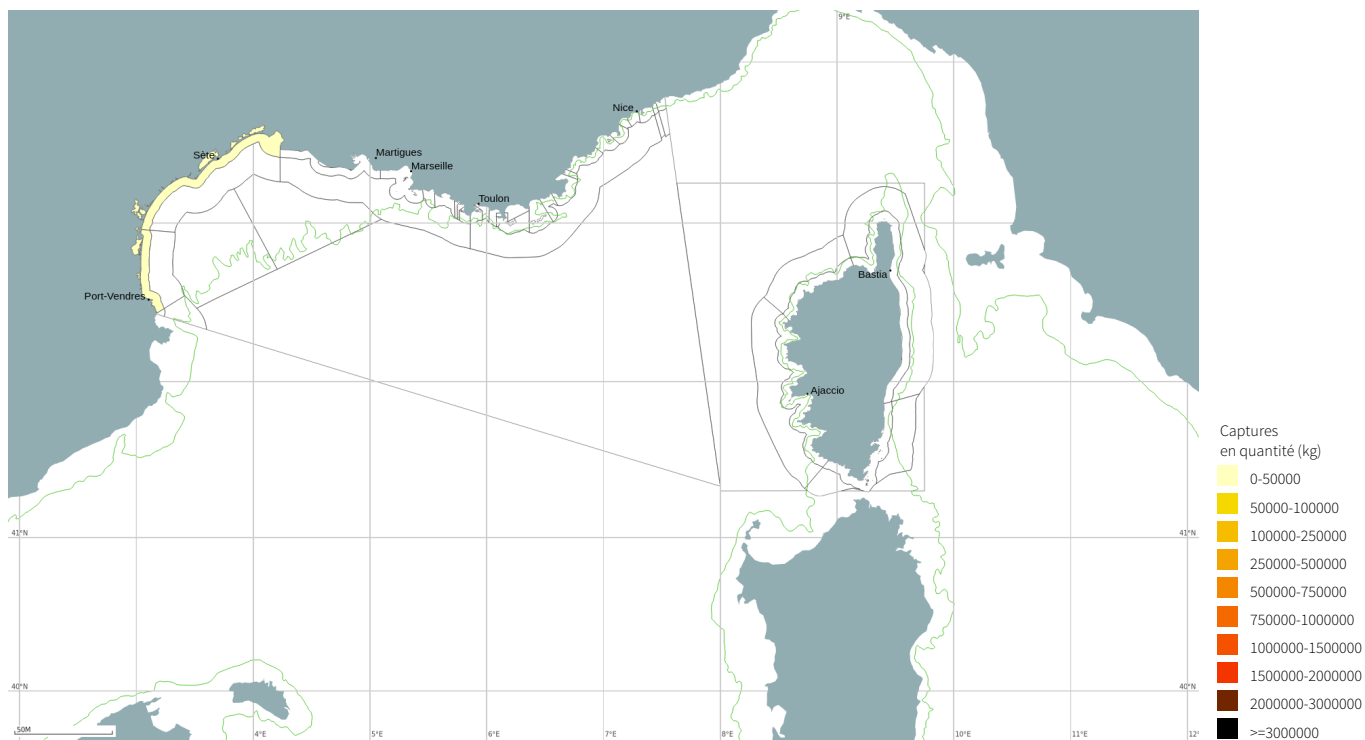 9°E
Nice
Sète
Martigues
Marseille
Toulon
Bastia
Port-Vendres
Ajaccio
41°N
41°N
40°N
40°N
50M
4°E
5°E
6°E
7°E
8°E
10°E
11°E
12°
Captures
en quantité (kg)
0-50000
50000-100000
100000-250000
250000-500000
500000-750000
750000-1000000
1000000-1500000
1500000-2000000
2000000-3000000
>=3000000